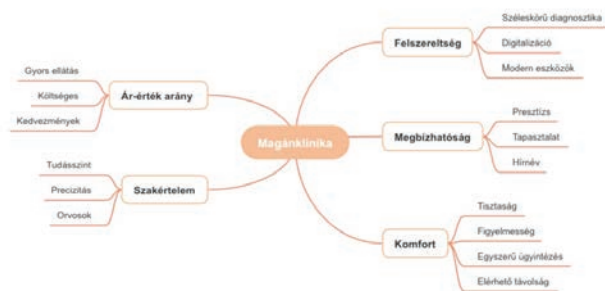 Magánklinika
Ár-érték arány
Gyors ellátás
Költséges
Kedvezmények
Szakértelem
Tudásszint
Precizitás
Orvosok
Felszereltség
Széleskörű diagnosztika
Digitalizáció
Modern eszközök
Megbízhatóság
Presztízs
Tapasztalat
Hírnév
Komfort
Tisztaság
Figyelmesség
Egyszerű ügyintézés
Elérhető távolság